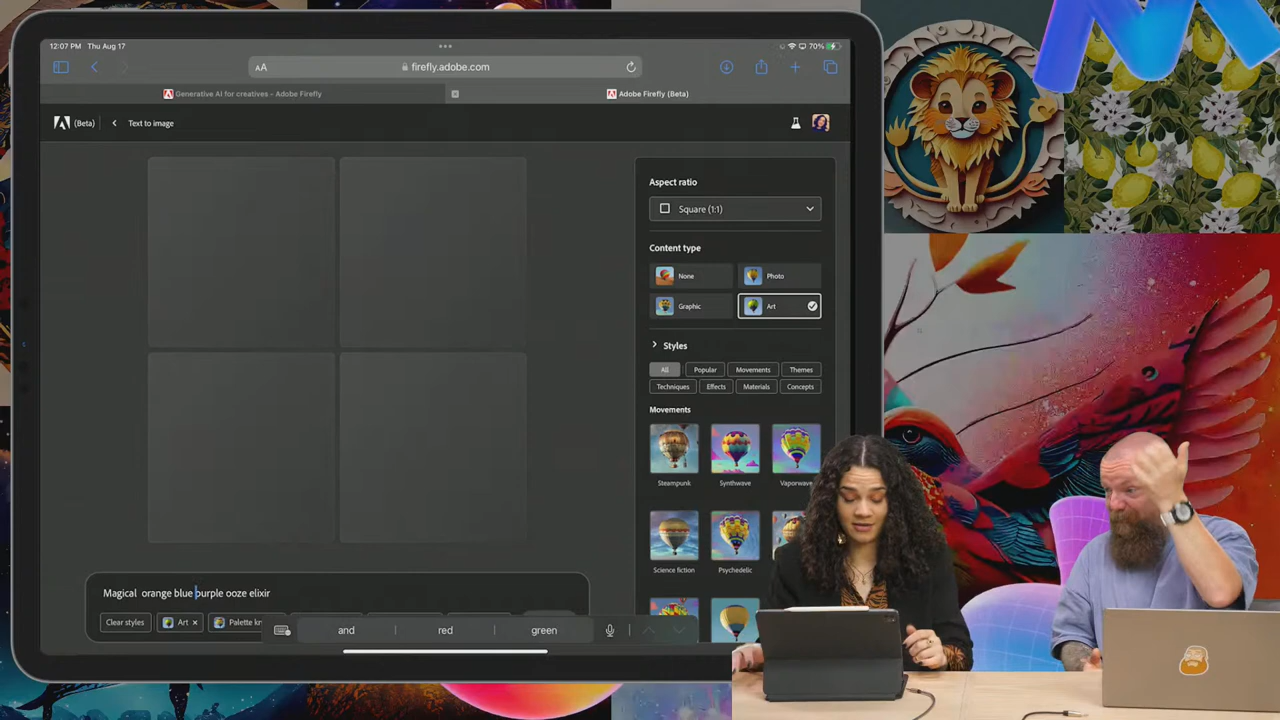 12:07 PM Thu Aug 17
70%
AA
firefly.adobe.com
Generative AI for creatives - Adobe Firefly
Adobe Firefly (Beta)
(Beta)
Text to image
Aspect ratio
Square (1:1)
Content type
None
Photo
Graphic
Art
Styles
All
Popular
Movements
Themes
Techniques
Effects
Materials
Concepts
Movements
Steampunk
Synthwave
Vaporwave
Science fiction
Psychedelic
Magical orange blue purple ooze elixir
Clear styles
Art
Palette kn
and
red
green